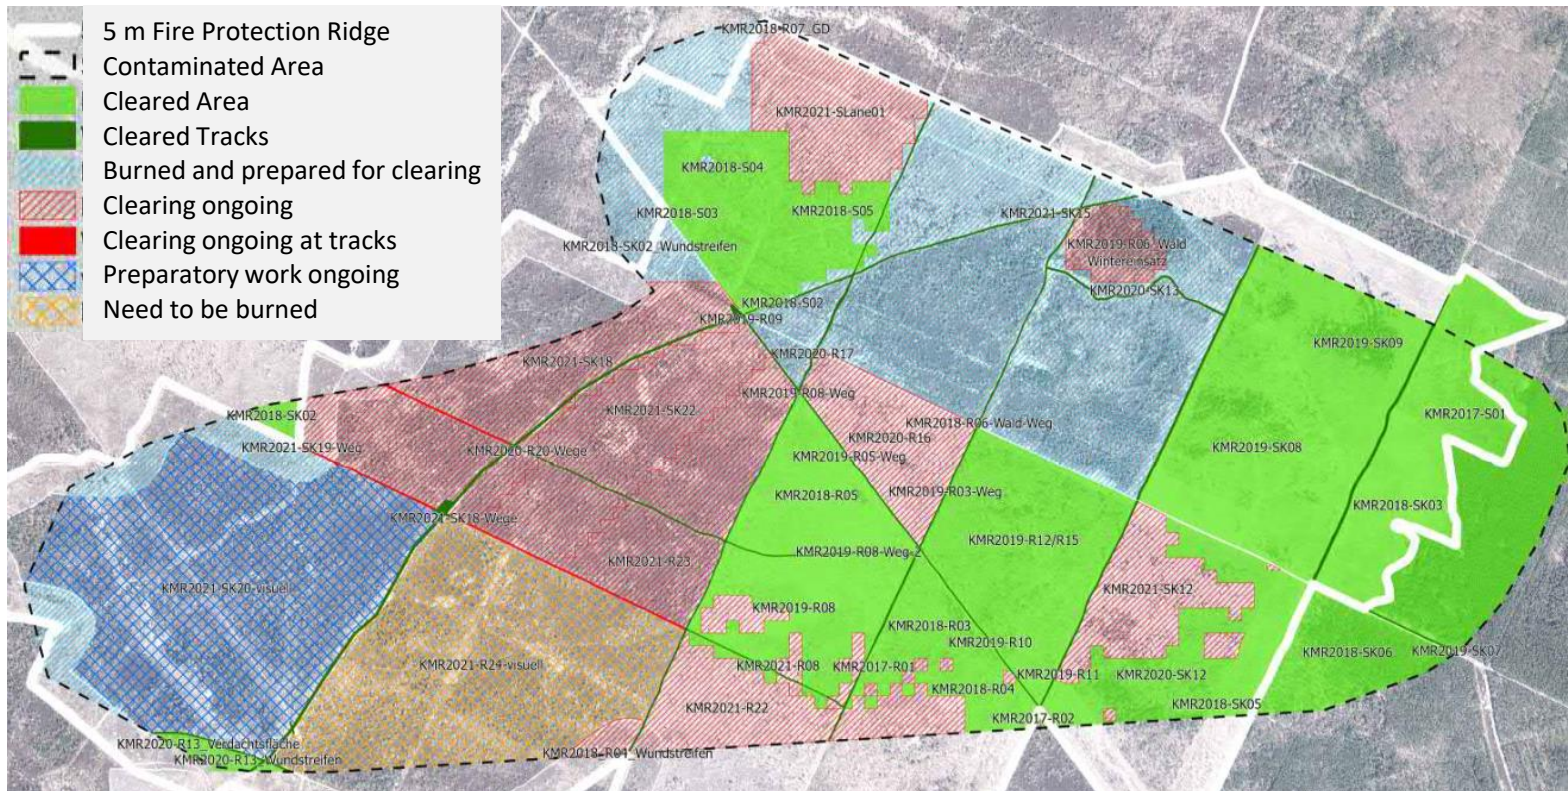 5 m Fire Protection Ridge
Contaminated Area
Cleared Area
Cleared Tracks
Burned and prepared for clearing
Clearing ongoing
Clearing ongoing at tracks
Preparatory work ongoing
Need to be burned
KMR2018-R07_GD
KMR2021-SLane01
KMR2018-S04
KMR2018-S03
KMR2018-S05
KMR2021-SK15
KMR2018-SK02_Wundstreifen
KMR2019-R06_Wald
Wintereinsatz
KMR2020-SK13
KMR2018-S02
KMR2019-R09
KMR2019-SK09
KMR2020-R17
KMR2021-SK18
KMR2019-R08-Weg
KMR2018-SK02
KMR2021-SK22
KMR2017-S01
KMR2018-R06-Wald-Weg
KMR2020-R16
KMR2021-SK19-Weg
KMR2020-R20-Wege
KMR2019-R05-Weg
KMR2019-SK08
KMR2018-R05
KMR2019-R03-Weg
KMR2018-SK03
KMR2021-SK18-Wege
KMR2019-R12/R15
KMR2019-R08-Weg-2
KMR2021-R23
KMR2021-SK20-visuell
KMR2021-SK12
KMR2019-R08
KMR2018-R03
KMR2019-R10
KMR2018-SK06
KMR2019-SK07
KMR2021-R24-visuell
KMR2021-R08
KMR2017-R01
KMR2019-R11
KMR2020-SK12
KMR2018-R04
KMR2021-R22
KMR2018-SK05
KMR2017-R02
KMR2020-R13_Verdachtsfläche
KMR2018-R04_Wundstreifen
KMR2020-R13_Wundstreifen